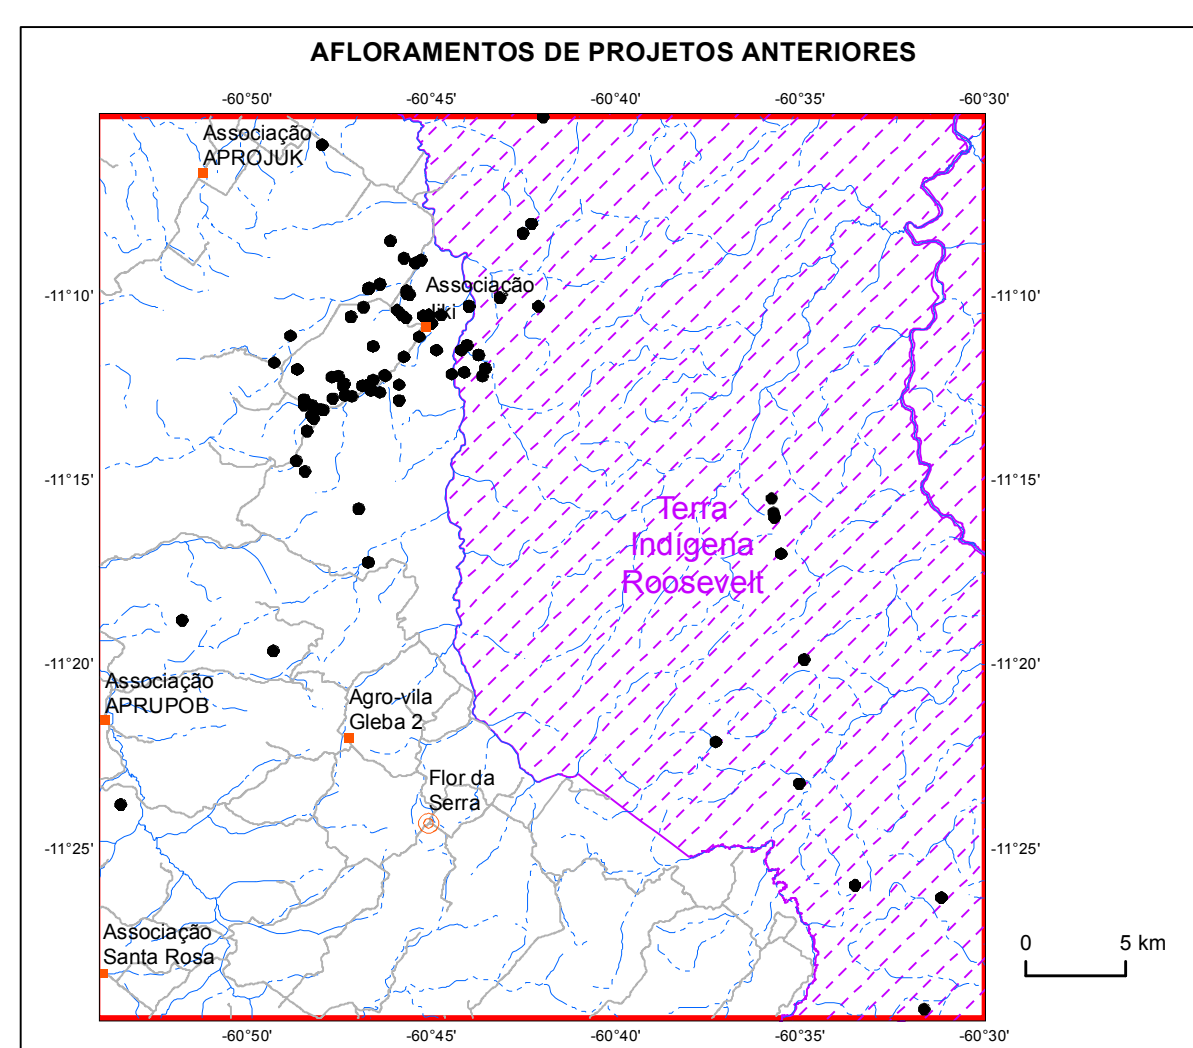 AFLORAMENTOS DE PROJETOS ANTERIORES
-60°50' -60°45' -60°40' -60°35' -60°30'
Associação
APROJUK
-11°10' -11°10'
Associação
Jiki
-11°15' -11°15'
Terra
Indígena
Roosevelt
-11°20' -11°20'
Associação
APRUPOB
Agro-vila
Gleba 2
Flor da
Serra
-11°25' -11°25'
Associação
Santa Rosa
0 5 km
-60°50' -60°45' -60°40' -60°35' -60°30'